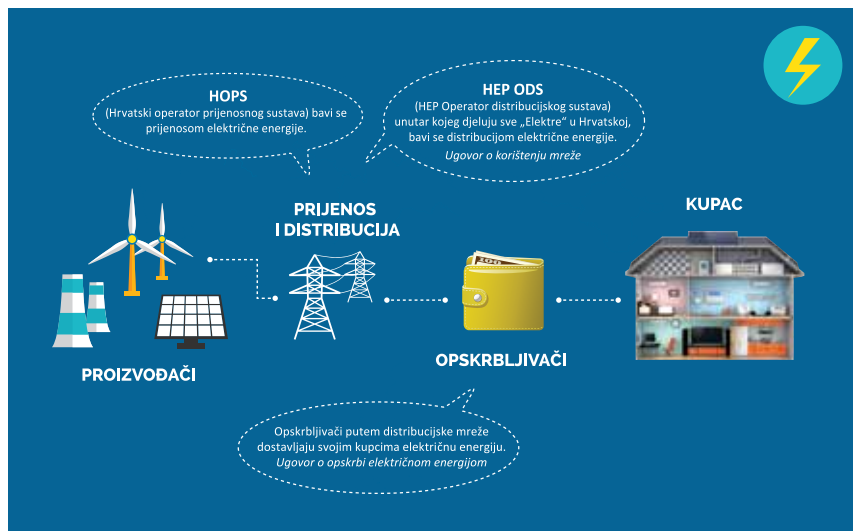 HOPS
(Hrvatski operator prijenosnog sustava) bavi se
prijenosom električne energije.
HEP ODS
(HEP Operator distribucijskog sustava)
unutar kojeg djeluju sve „Elektre“ u Hrvatskoj,
bavi se distribucijom električne energije.
Ugovor o korištenju mreže
PRIJENOS
I DISTRIBUCIJA
KUPAC
100
OPSKRBLJIVAČI
PROIZVOĐAČI
Opskrbljivači putem distribucijske mreže
dostavljaju svojim kupcima električnu energiju.
Ugovor o opskrbi električnom energijom